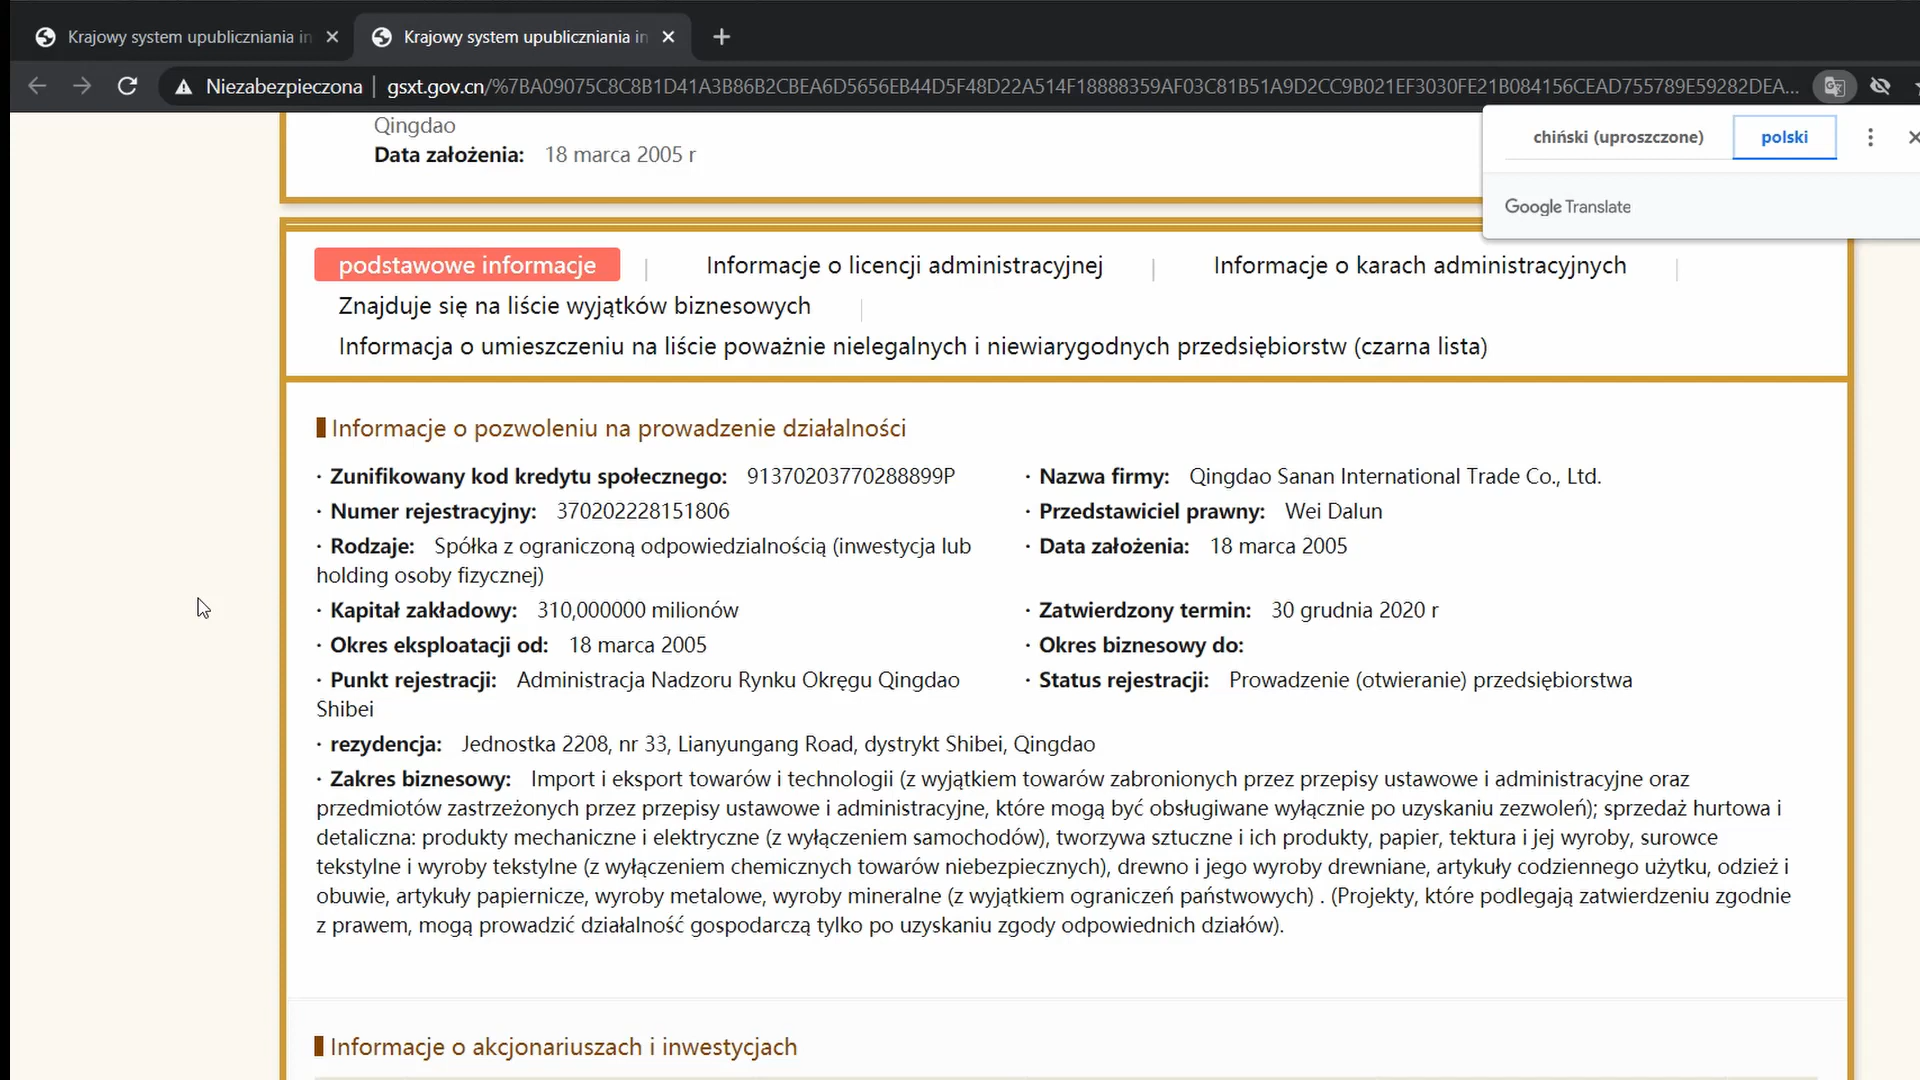 Krajowy system upubliczniania in
Krajowy system upubliczniania in
Niezabezpieczona gsxt.gov.cn/%7BA09075C8C8B1D41A3B86B2CBEA6D5656EB44D5F48D22A514F18888359AF03C81B51A9D2CC9B021EF3030FE21B084156CEAD755789E59282DEA...
chiński (uproszczone) polski
Google Translate
Qingdao
Data założenia: 18 marca 2005 r
podstawowe informacje | Informacje o licencji administracyjnej | Informacje o karach administracyjnych |
Znajduje się na liście wyjątków biznesowych |
Informacja o umieszczeniu na liście poważnie nielegalnych i niewiarygodnych przedsiębiorstw (czarna lista)
Informacje o pozwoleniu na prowadzenie działalności
· Zunifikowany kod kredytu społecznego: 91370203770288899P · Nazwa firmy: Qingdao Sanan International Trade Co., Ltd.
· Numer rejestracyjny: 370202228151806 · Przedstawiciel prawny: Wei Dalun
· Rodzaje: Spółka z ograniczoną odpowiedzialnością (inwestycja lub · Data założenia: 18 marca 2005
holding osoby fizycznej)
· Kapitał zakładowy: 310,000000 milionów · Zatwierdzony termin: 30 grudnia 2020 r
· Okres eksploatacji od: 18 marca 2005 · Okres biznesowy do:
· Punkt rejestracji: Administracja Nadzoru Rynku Okręgu Qingdao · Status rejestracji: Prowadzenie (otwieranie) przedsiębiorstwa
Shibei
· rezydencja: Jednostka 2208, nr 33, Lianyungang Road, dystrykt Shibei, Qingdao
· Zakres biznesowy: Import i eksport towarów i technologii (z wyjątkiem towarów zabronionych przez przepisy ustawowe i administracyjne oraz
przedmiotów zastrzeżonych przez przepisy ustawowe i administracyjne, które mogą być obsługiwane wyłącznie po uzyskaniu zezwoleń); sprzedaż hurtowa i
detaliczna: produkty mechaniczne i elektryczne (z wyłączeniem samochodów), tworzywa sztuczne i ich produkty, papier, tektura i jej wyroby, surowce
tekstylne i wyroby tekstylne (z wyłączeniem chemicznych towarów niebezpiecznych), drewno i jego wyroby drewniane, artykuły codziennego użytku, odzież i
obuwie, artykuły papiernicze, wyroby metalowe, wyroby mineralne (z wyjątkiem ograniczeń państwowych) . (Projekty, które podlegają zatwierdzeniu zgodnie
z prawem, mogą prowadzić działalność gospodarczą tylko po uzyskaniu zgody odpowiednich działów).
Informacje o akcjonariuszach i inwestycjach